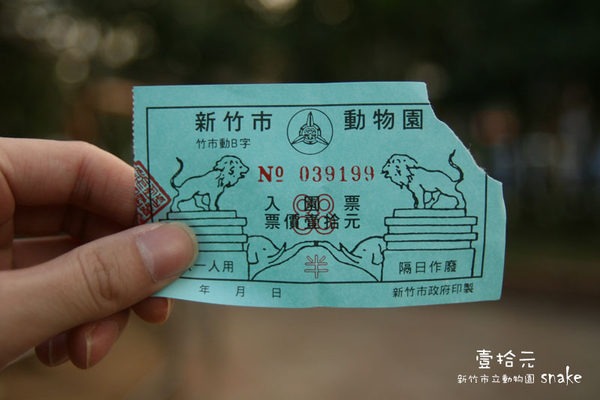 新竹市 動物園
竹市動B字
No 039199
入園票
票價壹拾元
半
一人用 隔日作廢
年 月 日 新竹市政府印製
壹拾元
新竹市立動物園 snake